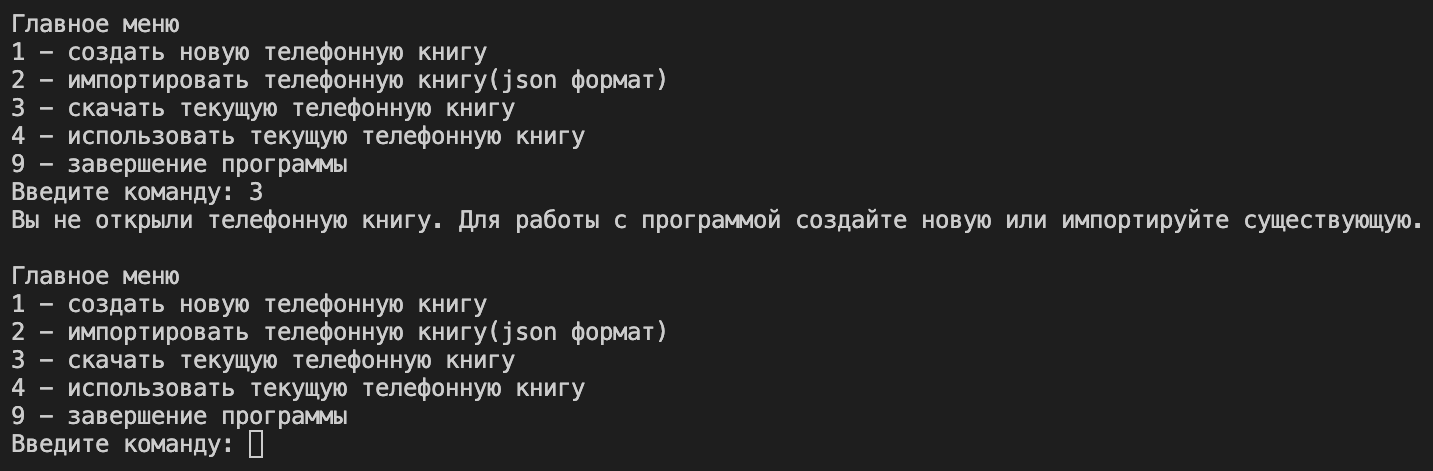 Главное меню
1 – создать новую телефонную книгу
2 – импортировать телефонную книгу(json формат)
3 – скачать текущую телефонную книгу
4 – использовать текущую телефонную книгу
9 – завершение программы
Введите команду: 3
Вы не открыли телефонную книгу. Для работы с программой создайте новую или импортируйте существующую.
Главное меню
1 – создать новую телефонную книгу
2 – импортировать телефонную книгу(json формат)
3 – скачать текущую телефонную книгу
4 – использовать текущую телефонную книгу
9 – завершение программы
Введите команду: